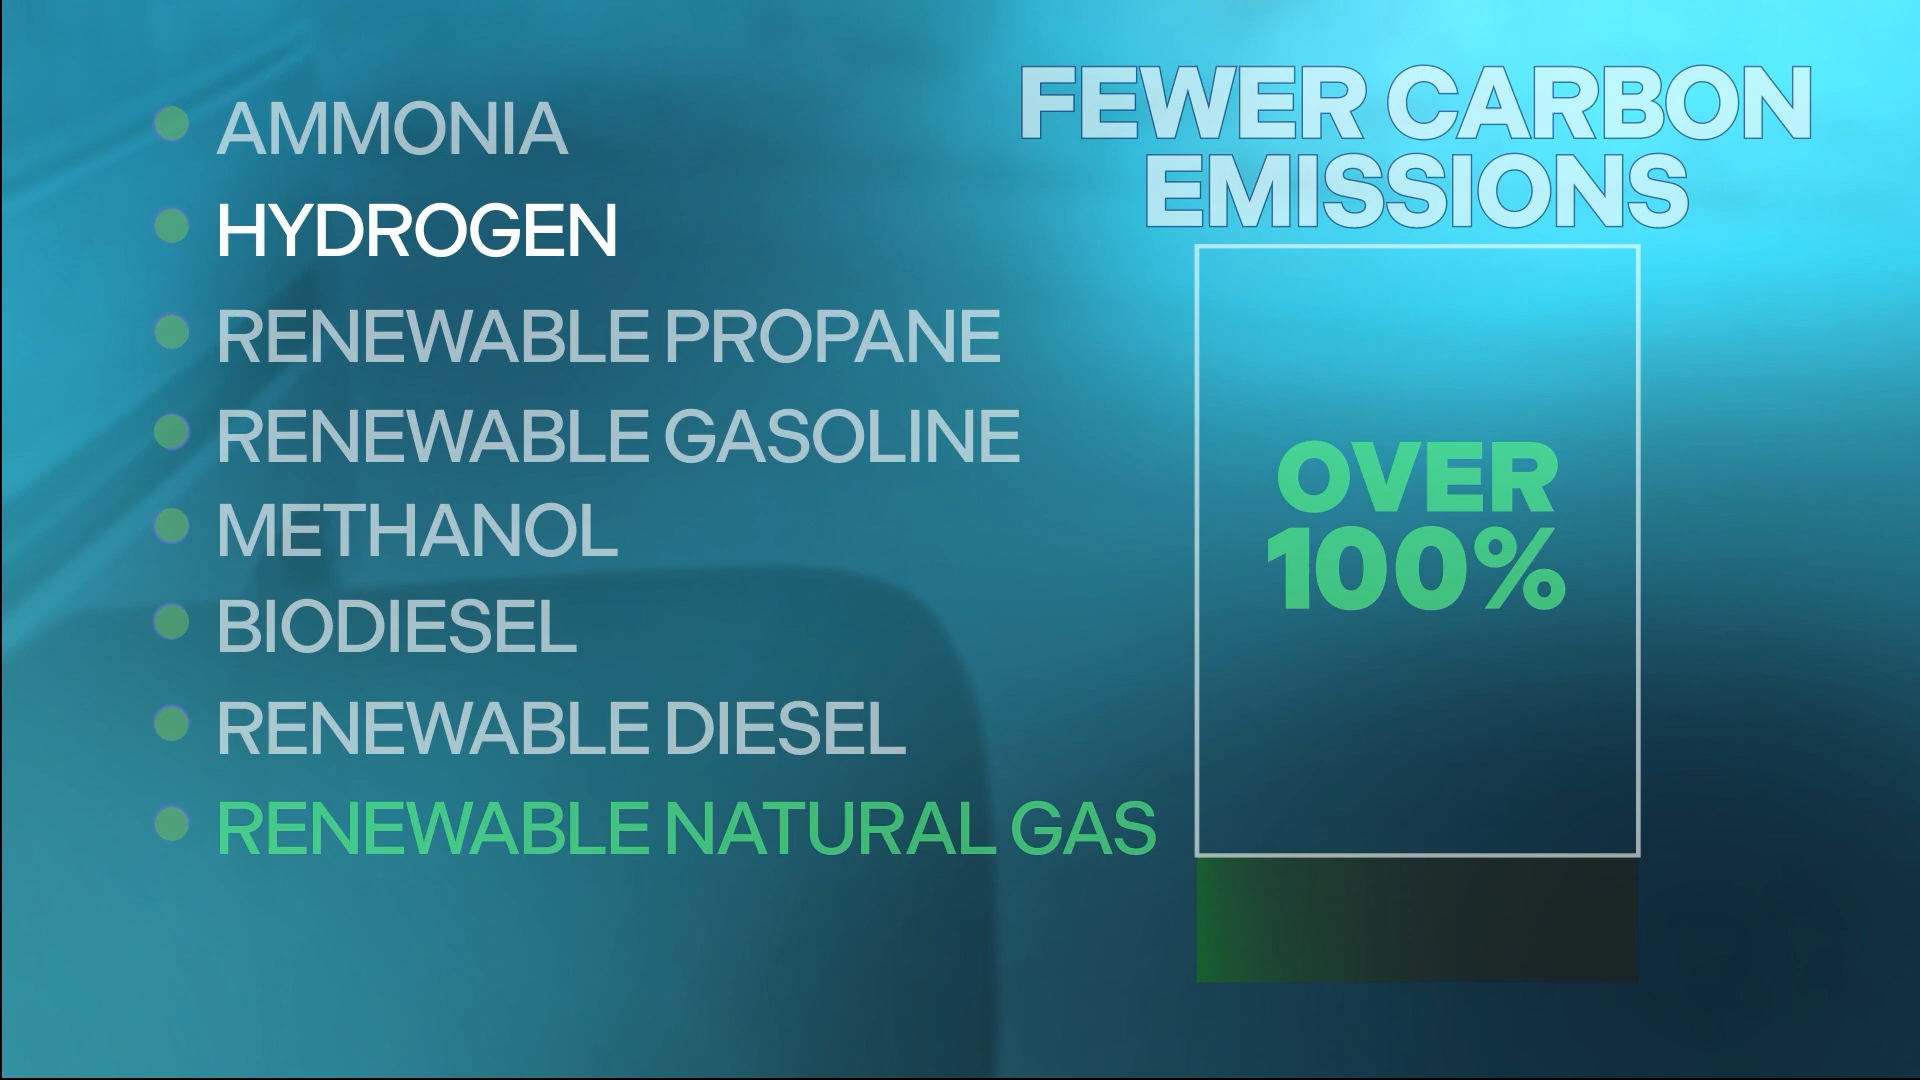 AMMONIA
HYDROGEN
RENEWABLE PROPANE
RENEWABLE GASOLINE
METHANOL
BIODIESEL
RENEWABLE DIESEL
RENEWABLE NATURAL GAS
FEWER CARBON
EMISSIONS
OVER
100%